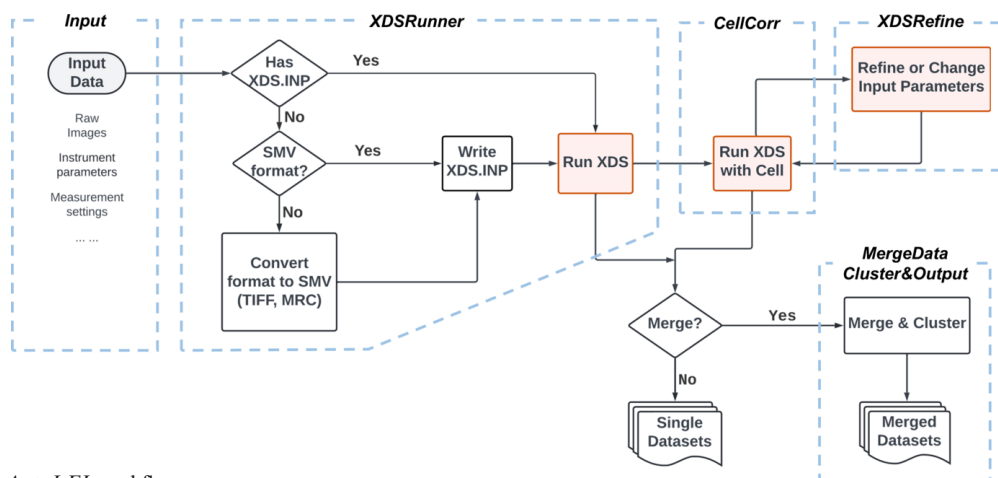 Input
XDSRunner
CellCorr
XDSRefine
Input
Data
Raw
Images
Instrument
parameters
Measurement
settings
... ...
Has
XDS.INP
Yes
No
SMV
format?
Yes
No
Convert
format to SMV
(TIFF, MRC)
Write
XDS.INP
Run XDS
Run XDS
with Cell
Refine or Change
Input Parameters
Merge?
Yes
No
Single
Datasets
MergeData
Cluster&Output
Merge & Cluster
Merged
Datasets